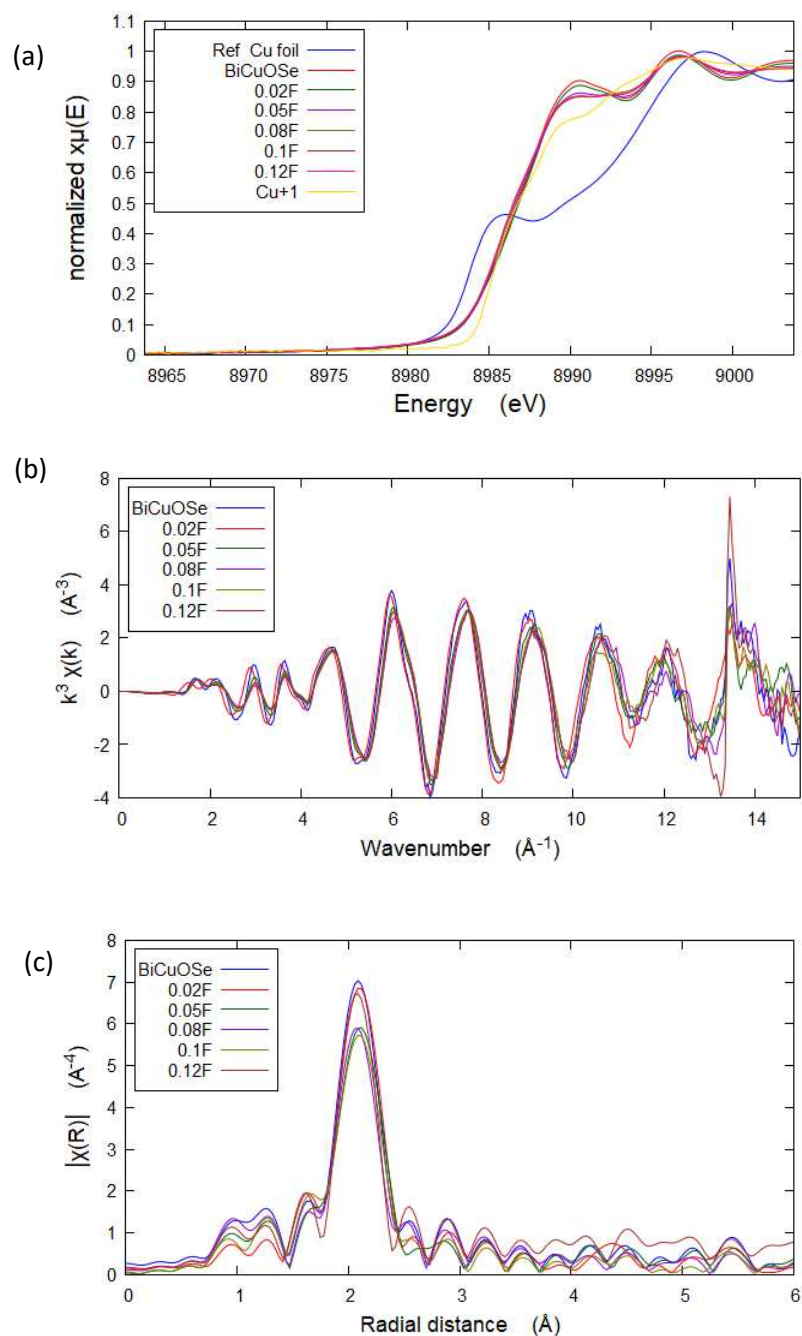 (a)
normalized xμ(E)
1.1
1
0.9
0.8
0.7
0.6
0.5
0.4
0.3
0.2
0.1
0
Ref Cu foil
BiCuOSe
0.02F
0.05F
0.08F
0.1F
0.12F
Cu+1
8965 8970 8975 8980 8985 8990 8995 9000
Energy (eV)
(b)
k³ χ(k) (A⁻³)
8
6
4
2
0
-2
-4
BiCuOSe
0.02F
0.05F
0.08F
0.1F
0.12F
0 2 4 6 8 10 12 14
Wavenumber (Å⁻¹)
(c)
|χ(R)| (A⁻⁴)
8
7
6
5
4
3
2
1
0
BiCuOSe
0.02F
0.05F
0.08F
0.1F
0.12F
0 1 2 3 4 5 6
Radial distance (Å)